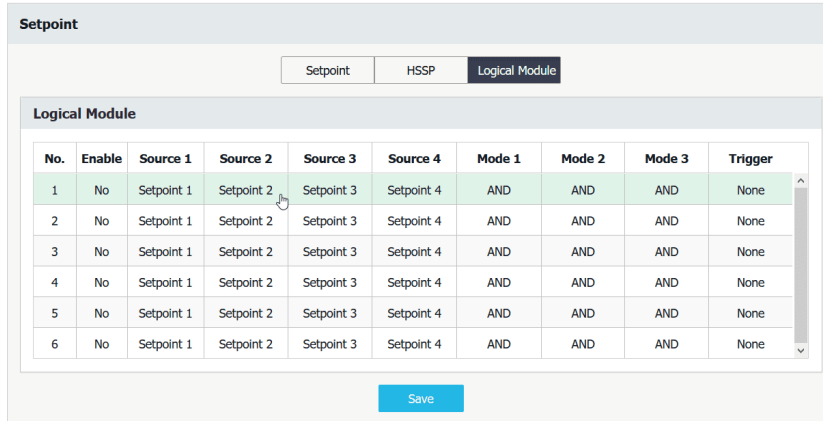 Setpoint
Setpoint HSSP Logical Module
Logical Module
No. Enable Source 1 Source 2 Source 3 Source 4 Mode 1 Mode 2 Mode 3 Trigger
1 No Setpoint 1 Setpoint 2 Setpoint 3 Setpoint 4 AND AND AND None
2 No Setpoint 1 Setpoint 2 Setpoint 3 Setpoint 4 AND AND AND None
3 No Setpoint 1 Setpoint 2 Setpoint 3 Setpoint 4 AND AND AND None
4 No Setpoint 1 Setpoint 2 Setpoint 3 Setpoint 4 AND AND AND None
5 No Setpoint 1 Setpoint 2 Setpoint 3 Setpoint 4 AND AND AND None
6 No Setpoint 1 Setpoint 2 Setpoint 3 Setpoint 4 AND AND AND None
Save